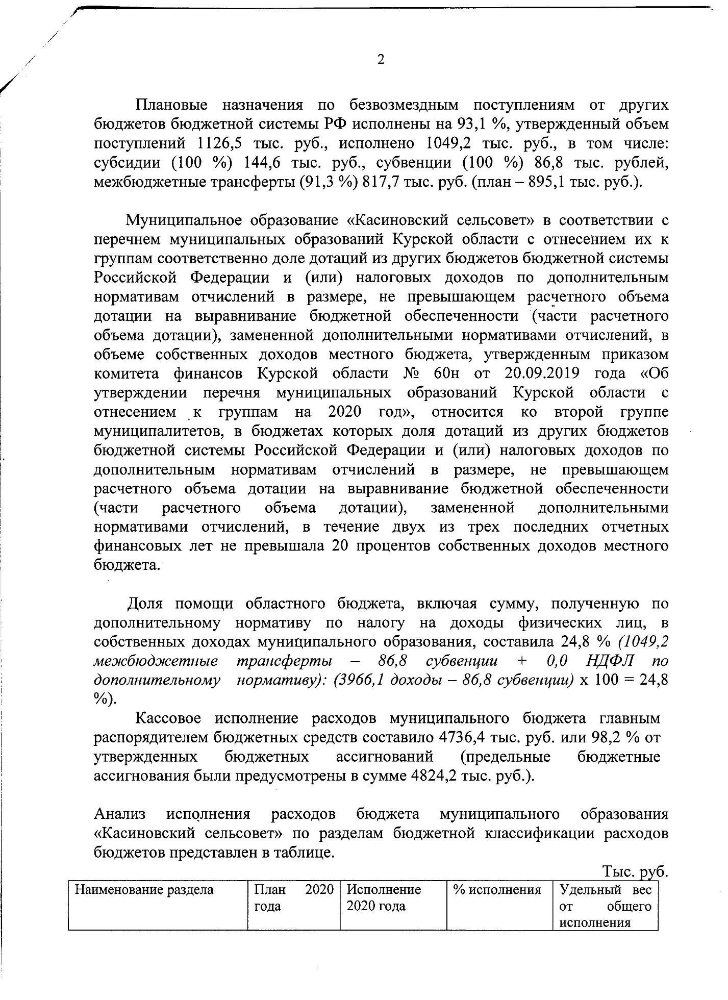 2
Плановые назначения по безвозмездным поступлениям от других
бюджетов бюджетной системы РФ исполнены на 93,1 %, утвержденный объем
поступлений 1126,5 тыс. руб., исполнено 1049,2 тыс. руб., в том числе:
субсидии (100 %) 144,6 тыс. руб., субвенции (100 %) 86,8 тыс. рублей,
межбюджетные трансферты (91,3 %) 817,7 тыс. руб. (план – 895,1 тыс. руб.).
Муниципальное образование «Касиновский сельсовет» в соответствии с
перечнем муниципальных образований Курской области с отнесением их к
группам соответственно доле дотаций из других бюджетов бюджетной системы
Российской Федерации и (или) налоговых доходов по дополнительным
нормативам отчислений в размере, не превышающем расчетного объема
дотации на выравнивание бюджетной обеспеченности (части расчетного
объема дотации), замененной дополнительными нормативами отчислений, в
объеме собственных доходов местного бюджета, утвержденным приказом
комитета финансов Курской области № 60н от 20.09.2019 года «Об
утверждении перечня муниципальных образований Курской области с
отнесением к группам на 2020 год», относится ко второй группе
муниципалитетов, в бюджетах которых доля дотаций из других бюджетов
бюджетной системы Российской Федерации и (или) налоговых доходов по
дополнительным нормативам отчислений в размере, не превышающем
расчетного объема дотации на выравнивание бюджетной обеспеченности
(части расчетного объема дотации), замененной дополнительными
нормативами отчислений, в течение двух из трех последних отчетных
финансовых лет не превышала 20 процентов собственных доходов местного
бюджета.
Доля помощи областного бюджета, включая сумму, полученную по
дополнительному нормативу по налогу на доходы физических лиц, в
собственных доходах муниципального образования, составила 24,8 % (1049,2
межбюджетные трансферты – 86,8 субвенции + 0,0 НДФЛ по
дополнительному нормативу): (3966,1 доходы – 86,8 субвенции) х 100 = 24,8
%).
Кассовое исполнение расходов муниципального бюджета главным
распорядителем бюджетных средств составило 4736,4 тыс. руб. или 98,2 % от
утвержденных бюджетных ассигнований (предельные бюджетные
ассигнования были предусмотрены в сумме 4824,2 тыс. руб.).
Анализ исполнения расходов бюджета муниципального образования
«Касиновский сельсовет» по разделам бюджетной классификации расходов
бюджетов представлен в таблице.
Тыс. руб.
Наименование раздела План 2020 Исполнение % исполнения Удельный вес
года 2020 года от общего
исполнения